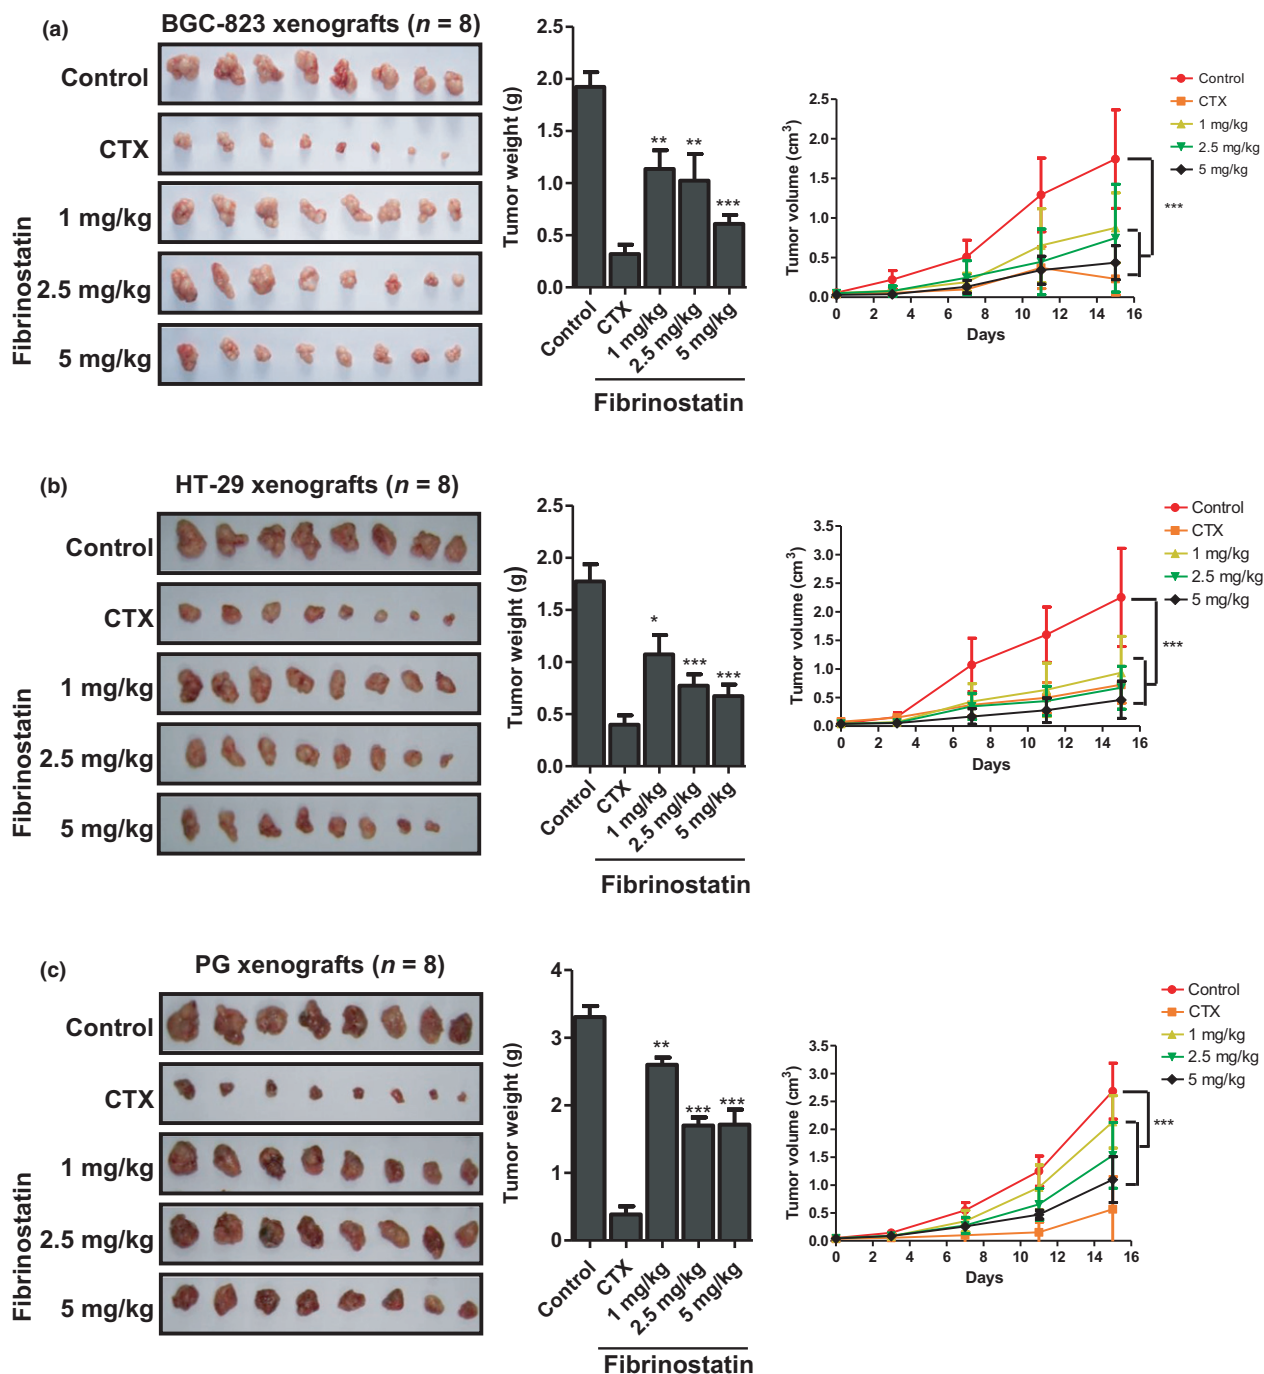 (a)
BGC-823 xenografts (n = 8)
Control
CTX
1 mg/kg
2.5 mg/kg
5 mg/kg
Fibrinostatin
Tumor weight (g)
2.5
2.0
1.5
1.0
0.5
0.0
**
**
***
Control
CTX
1 mg/kg
2.5 mg/kg
5 mg/kg
Fibrinostatin
Tumor volume (cm³)
2.5
2.0
1.5
1.0
0.5
0.0
0 2 4 6 8 10 12 14 16
Days
Control
CTX
1 mg/kg
2.5 mg/kg
5 mg/kg
***
(b)
HT-29 xenografts (n = 8)
Control
CTX
1 mg/kg
2.5 mg/kg
5 mg/kg
Fibrinostatin
Tumor weight (g)
2.5
2.0
1.5
1.0
0.5
0.0
*
***
***
Control
CTX
1 mg/kg
2.5 mg/kg
5 mg/kg
Fibrinostatin
Tumor volume (cm³)
3.5
3.0
2.5
2.0
1.5
1.0
0.5
0.0
0 2 4 6 8 10 12 14 16
Days
Control
CTX
1 mg/kg
2.5 mg/kg
5 mg/kg
***
(c)
PG xenografts (n = 8)
Control
CTX
1 mg/kg
2.5 mg/kg
5 mg/kg
Fibrinostatin
Tumor weight (g)
4
3
2
1
0
**
***
***
Control
CTX
1 mg/kg
2.5 mg/kg
5 mg/kg
Fibrinostatin
Tumor volume (cm³)
3.5
3.0
2.5
2.0
1.5
1.0
0.5
0.0
0 2 4 6 8 10 12 14 16
Days
Control
CTX
1 mg/kg
2.5 mg/kg
5 mg/kg
***